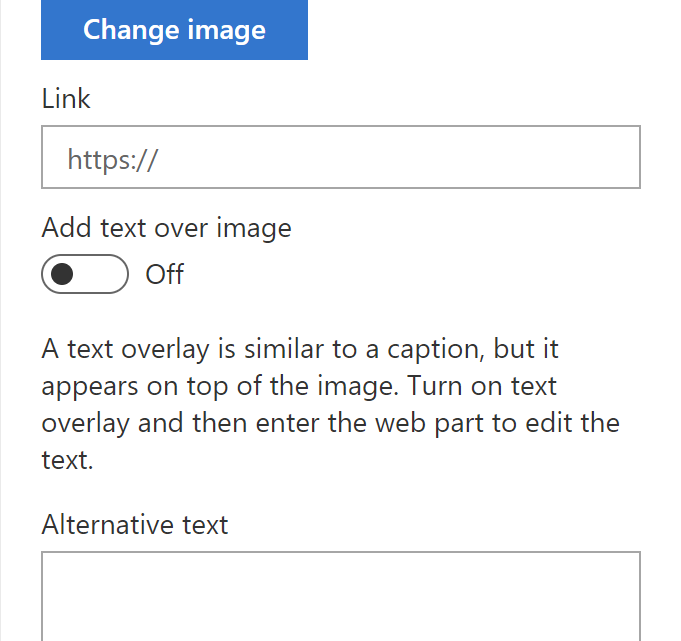 Change image
Link
https://
Add text over image
Off
A text overlay is similar to a caption, but it
appears on top of the image. Turn on text
overlay and then enter the web part to edit the
text.
Alternative text